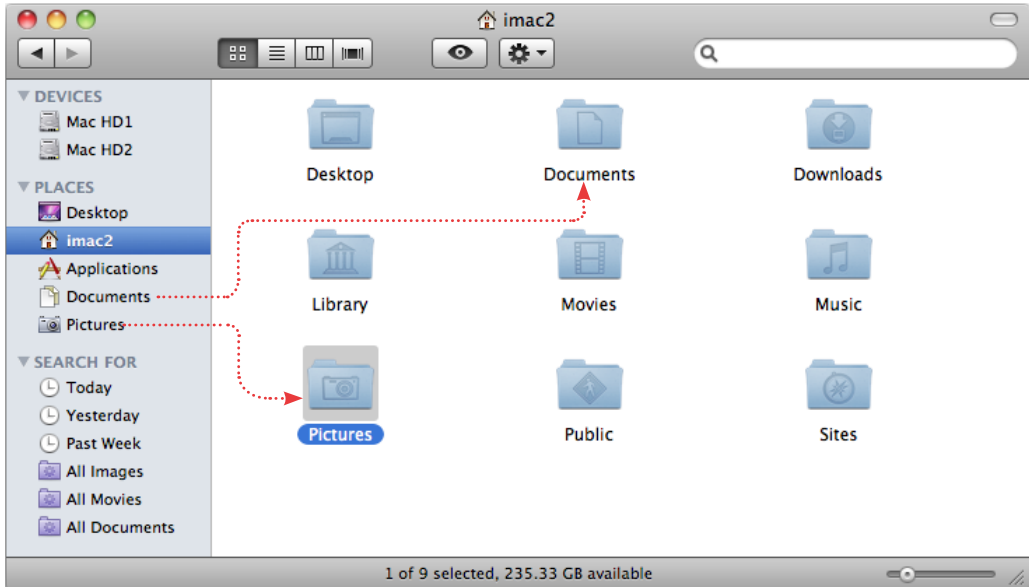 imac2
DEVICES
Mac HD1
Mac HD2
PLACES
Desktop
imac2
Applications
Documents
Pictures
SEARCH FOR
Today
Yesterday
Past Week
All Images
All Movies
All Documents
Desktop
Documents
Downloads
Library
Movies
Music
Pictures
Public
Sites
1 of 9 selected, 235.33 GB available